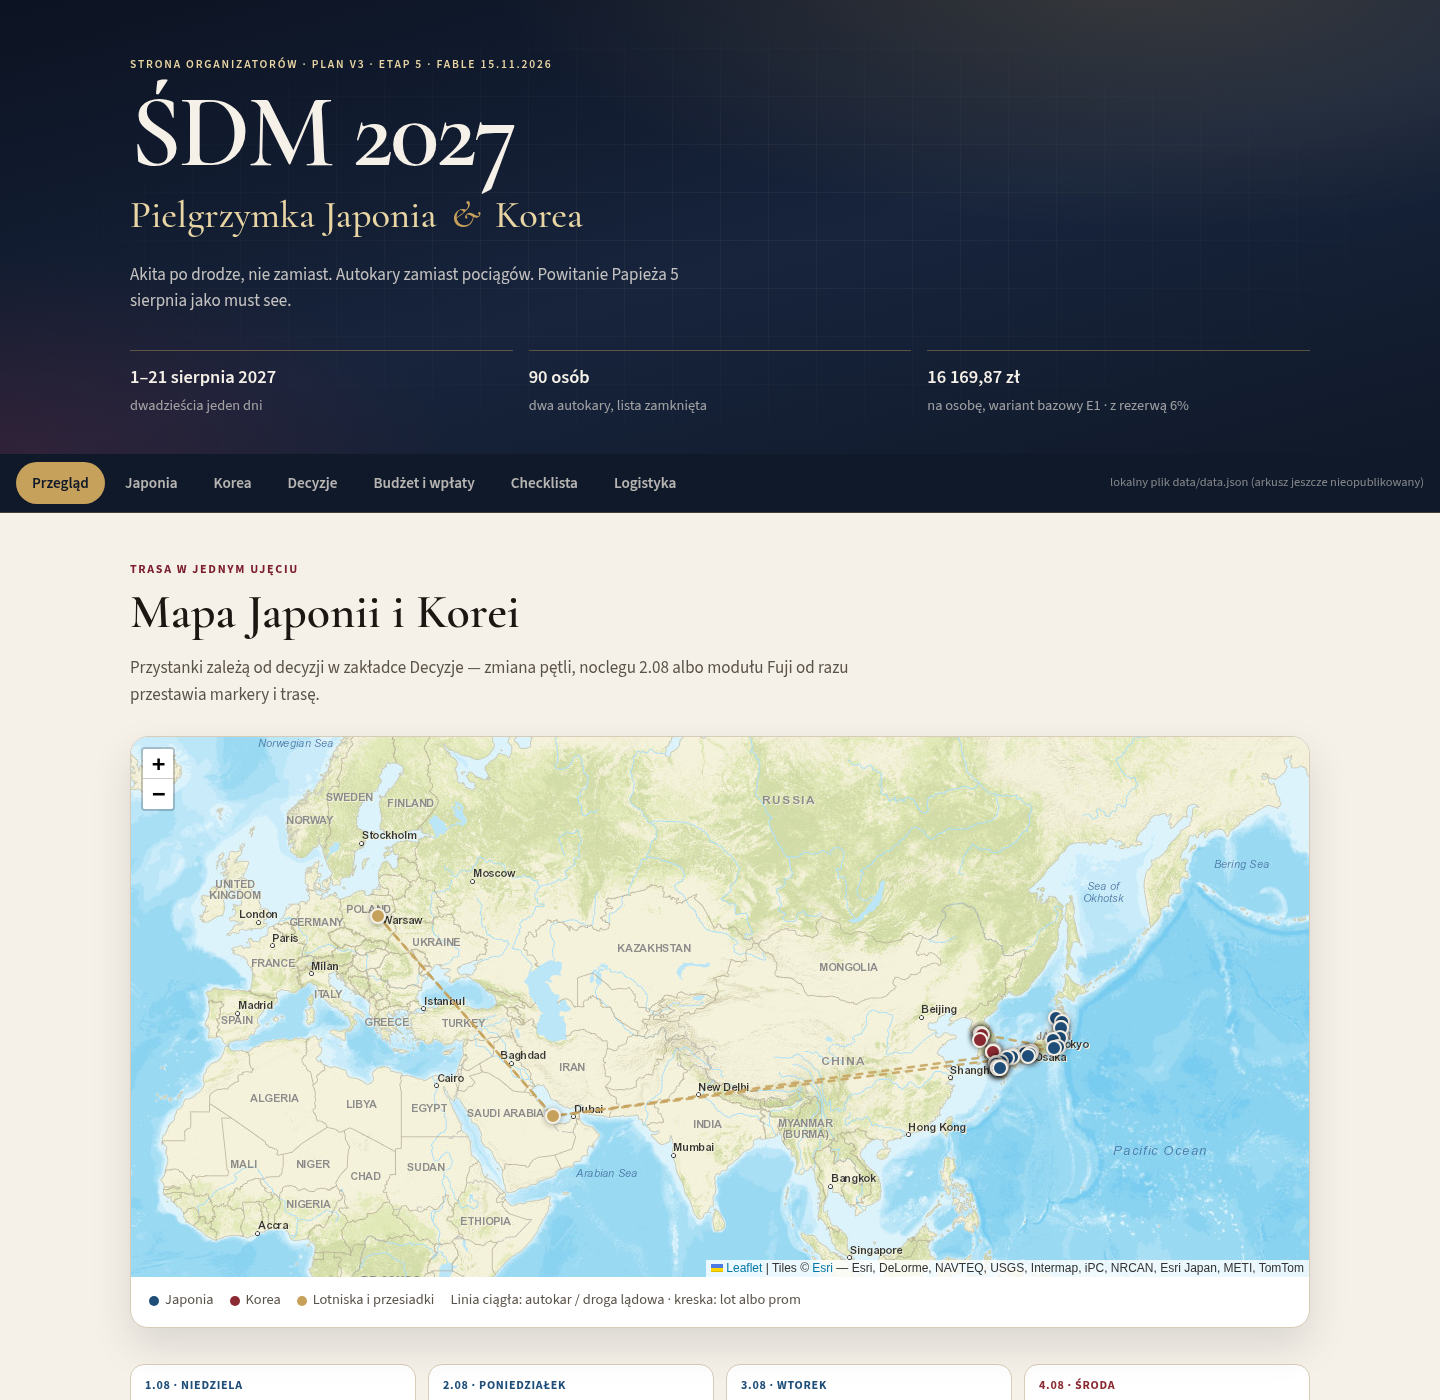 STRONA ORGANIZATORÓW · PLAN V3 · ETAP 5 · FABLE 15.11.2026
ŚDM 2027
Pielgrzymka Japonia & Korea
Akita po drodze, nie zamiast. Autokary zamiast pociągów. Powitanie Papieża 5
sierpnia jako must see.
1–21 sierpnia 2027
dwadzieścia jeden dni
90 osób
dwa autokary, lista zamknięta
16 169,87 zł
na osobę, wariant bazowy E1 · z rezerwą 6%
Przegląd
Japonia
Korea
Decyzje
Budżet i wpłaty
Checklista
Logistyka
lokalny plik data/data.json (arkusz jeszcze nieopublikowany)
TRASA W JEDNYM UJĘCIU
Mapa Japonii i Korei
Przystanki zależą od decyzji w zakładce Decyzje — zmiana pętli, noclegu 2.08 albo modułu Fuji od razu
przestawia markery i trasę.
+
−
Norwegian Sea
SWEDEN
FINLAND
NORWAY
Stockholm
RUSSIA
Moscow
Bering Sea
Sea of
Okhotsk
UNITED
KINGDOM
London
GERMANY
POLAND
Warsaw
Paris
UKRAINE
KAZAKHSTAN
FRANCE
Milan
MONGOLIA
ITALY
Madrid
SPAIN
Istanbul
GREECE
TURKEY
Beijing
Baghdad
IRAN
CHINA
Osaka
Cairo
New Delhi
ALGERIA
LIBYA
EGYPT
SAUDI ARABIA
Dubai
INDIA
MYANMAR
(BURMA)
Hong Kong
Mumbai
Pacific Ocean
MALI
NIGER
CHAD
SUDAN
Arabian Sea
Bangkok
NIGERIA
Accra
ETHIOPIA
Singapore
Leaflet | Tiles © Esri — Esri, DeLorme, NAVTEQ, USGS, Intermap, iPC, NRCAN, Esri Japan, METI, TomTom
Japonia
Korea
Lotniska i przesiadki
Linia ciągła: autokar / droga lądowa · kreska: lot albo prom
1.08 · NIEDZIELA
2.08 · PONIEDZIAŁEK
3.08 · WTOREK
4.08 · ŚRODA